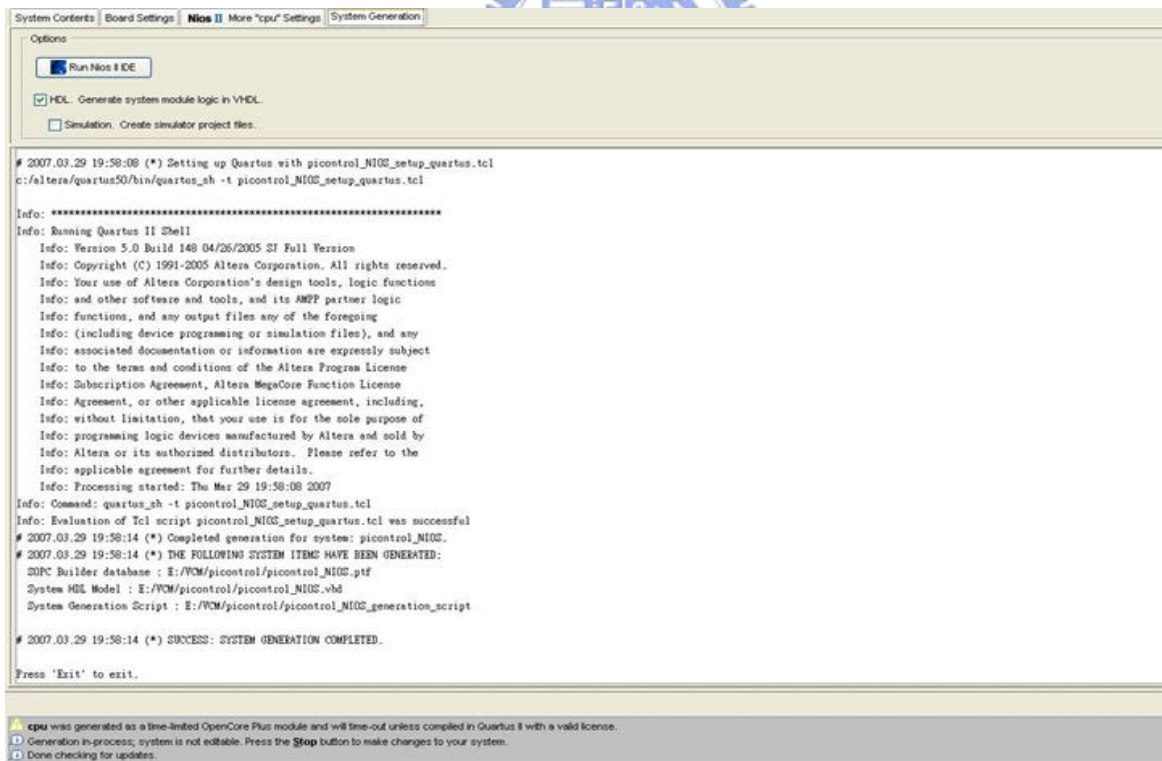 System Contents Board Settings Nios II More "cpu" Settings System Generation
Options
Run Nios II IDE
HDL. Generate system module logic in VHDL.
Simulation. Create simulator project files.
# 2007.03.29 19:58:08 (*) Setting up Quartus with picontrol_NIOS_setup_quartus.tcl
c:/altera/quartus50/bin/quartus_sh -t picontrol_NIOS_setup_quartus.tcl
Info: *******************************************************************
Info: Running Quartus II Shell
Info: Version 5.0 Build 148 04/26/2005 SJ Full Version
Info: Copyright (C) 1991-2005 Altera Corporation. All rights reserved.
Info: Your use of Altera Corporation's design tools, logic functions
Info: and other software and tools, and its AMPP partner logic
Info: functions, and any output files any of the foregoing
Info: (including device programming or simulation files), and any
Info: associated documentation or information are expressly subject
Info: to the terms and conditions of the Altera Program License
Info: Subscription Agreement, Altera MegaCore Function License
Info: Agreement, or other applicable license agreement, including,
Info: without limitation, that your use is for the sole purpose of
Info: programming logic devices manufactured by Altera and sold by
Info: Altera or its authorized distributors. Please refer to the
Info: applicable agreement for further details.
Info: Processing started: Thu Mar 29 19:58:08 2007
Info: Command: quartus_sh -t picontrol_NIOS_setup_quartus.tcl
Info: Evaluation of Tcl script picontrol_NIOS_setup_quartus.tcl was successful
# 2007.03.29 19:58:14 (*) Completed generation for system: picontrol_NIOS.
# 2007.03.29 19:58:14 (*) THE FOLLOWING SYSTEM ITEMS HAVE BEEN GENERATED:
SOPC Builder database : E:/VCM/picontrol/picontrol_NIOS.ptf
System HDL Model : E:/VCM/picontrol/picontrol_NIOS.vhd
System Generation Script : E:/VCM/picontrol/picontrol_NIOS_generation_script
# 2007.03.29 19:58:14 (*) SUCCESS: SYSTEM GENERATION COMPLETED.
Press 'Exit' to exit.
cpu was generated as a time-limited OpenCore Plus module and will time-out unless compiled in Quartus II with a valid license.
Generation in-process; system is not editable. Press the Stop button to make changes to your system.
Done checking for updates.